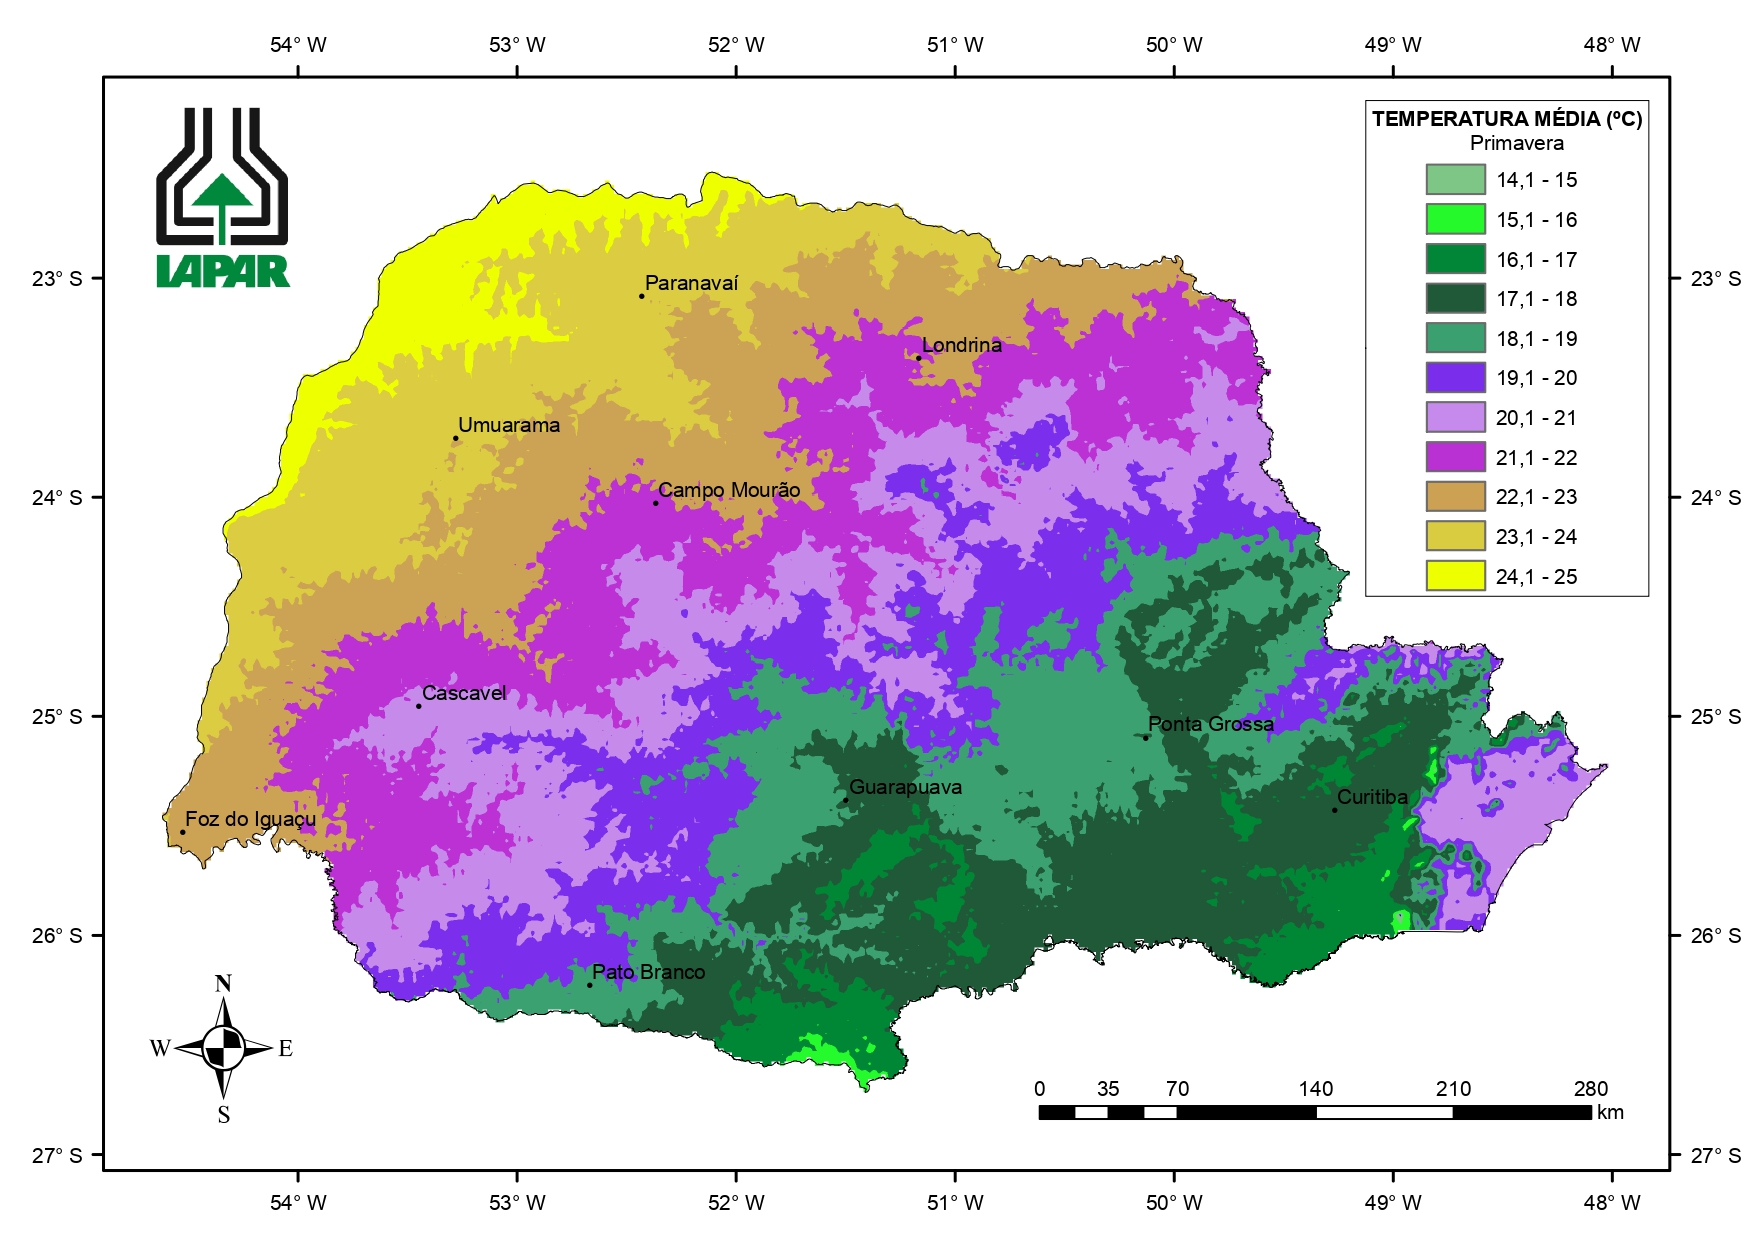 54° W 53° W 52° W 51° W 50° W 49° W 48° W
IAPAR
TEMPERATURA MÉDIA (ºC)
Primavera
14,1 - 15
15,1 - 16
16,1 - 17
17,1 - 18
18,1 - 19
19,1 - 20
20,1 - 21
21,1 - 22
22,1 - 23
23,1 - 24
24,1 - 25
23° S 23° S
Paranavaí
Londrina
Umuarama
24° S 24° S
Campo Mourão
Cascavel
25° S 25° S
Ponta Grossa
Guarapuava
Curitiba
Foz do Iguaçu
26° S 26° S
Pato Branco
N
W E
S
0 35 70 140 210 280
km
27° S 27° S
54° W 53° W 52° W 51° W 50° W 49° W 48° W